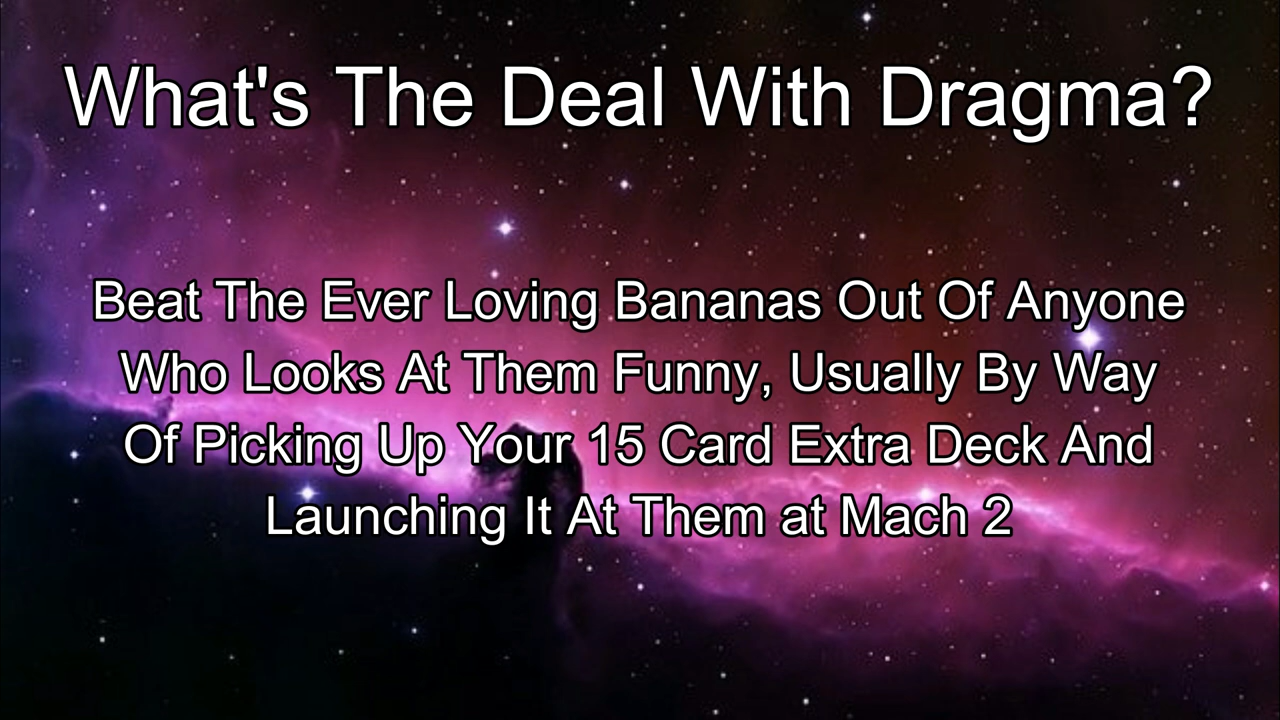 What's The Deal With Dragma?
Beat The Ever Loving Bananas Out Of Anyone
Who Looks At Them Funny, Usually By Way
Of Picking Up Your 15 Card Extra Deck And
Launching It At Them at Mach 2